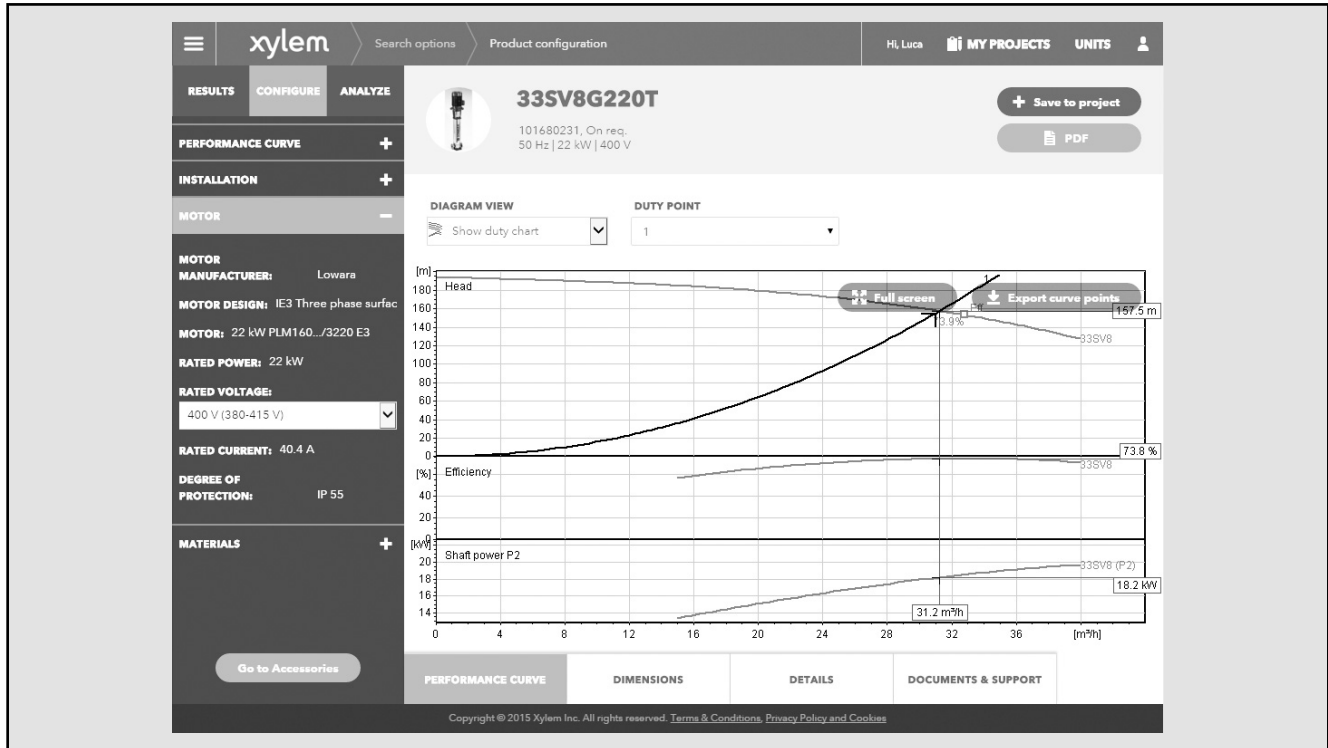 xylem
Search options
Product configuration
Hi, Luca
MY PROJECTS
UNITS
RESULTS
CONFIGURE
ANALYZE
PERFORMANCE CURVE +
INSTALLATION +
MOTOR −
MOTOR
MANUFACTURER: Lowara
MOTOR DESIGN: IE3 Three phase surfac
MOTOR: 22 kW PLM160.../3220 E3
RATED POWER: 22 kW
RATED VOLTAGE:
400 V (380-415 V)
RATED CURRENT: 40.4 A
DEGREE OF
PROTECTION: IP 55
MATERIALS +
Go to Accessories
33SV8G220T
101680231, On req.
50 Hz | 22 kW | 400 V
+ Save to project
PDF
DIAGRAM VIEW
Show duty chart
DUTY POINT
1
[m]
Head
180
160
140
120
100
80
60
40
20
0
1
Full screen
Export curve points
Eff
157.5 m
3.9%
33SV8
73.8 %
[%]
Efficiency
33SV8
40
20
0
[kW]
Shaft power P2
20
18
16
14
33SV8 (P2)
18.2 kW
31.2 m³/h
0 4 8 12 16 20 24 28 32 36 [m³/h]
PERFORMANCE CURVE
DIMENSIONS
DETAILS
DOCUMENTS & SUPPORT
Copyright © 2015 Xylem Inc. All rights reserved. Terms & Conditions, Privacy Policy and Cookies